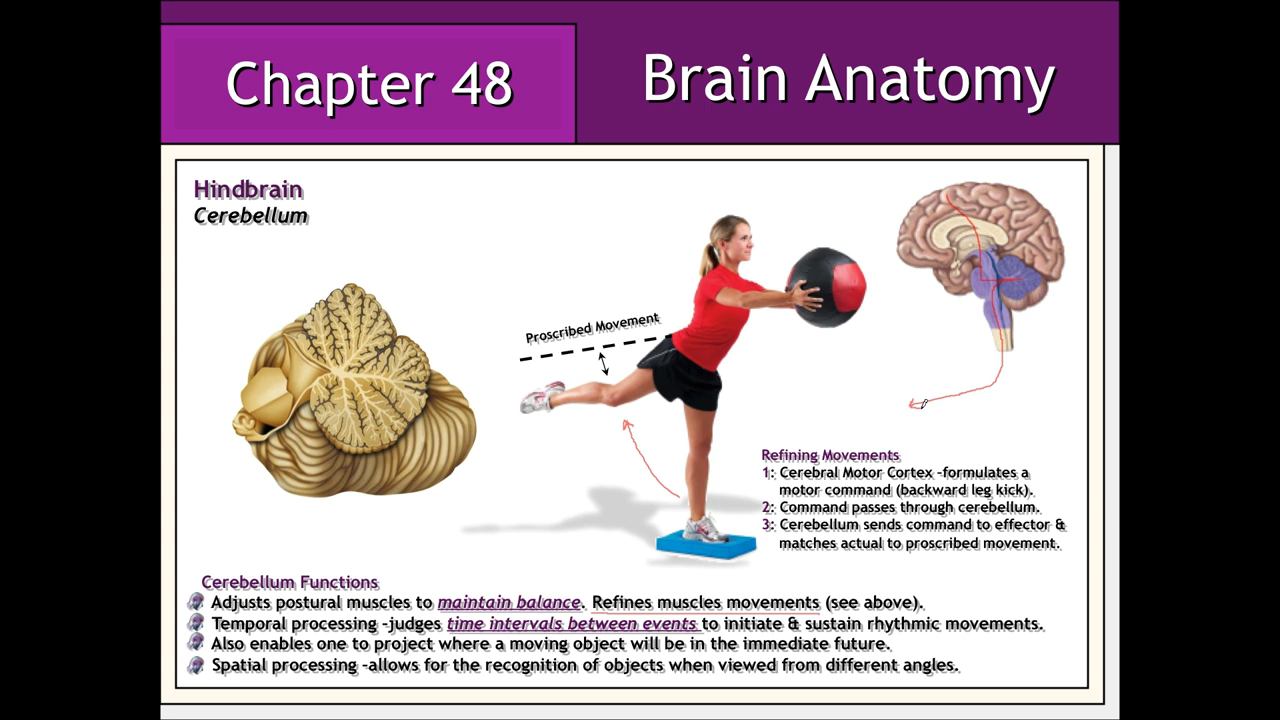 Chapter 48
Brain Anatomy
Hindbrain
Cerebellum
Proscribed Movement
Refining Movements
1: Cerebral Motor Cortex -formulates a
motor command (backward leg kick).
2: Command passes through cerebellum.
3: Cerebellum sends command to effector &
matches actual to proscribed movement.
Cerebellum Functions
Adjusts postural muscles to maintain balance. Refines muscles movements (see above).
Temporal processing -judges time intervals between events to initiate & sustain rhythmic movements.
Also enables one to project where a moving object will be in the immediate future.
Spatial processing -allows for the recognition of objects when viewed from different angles.